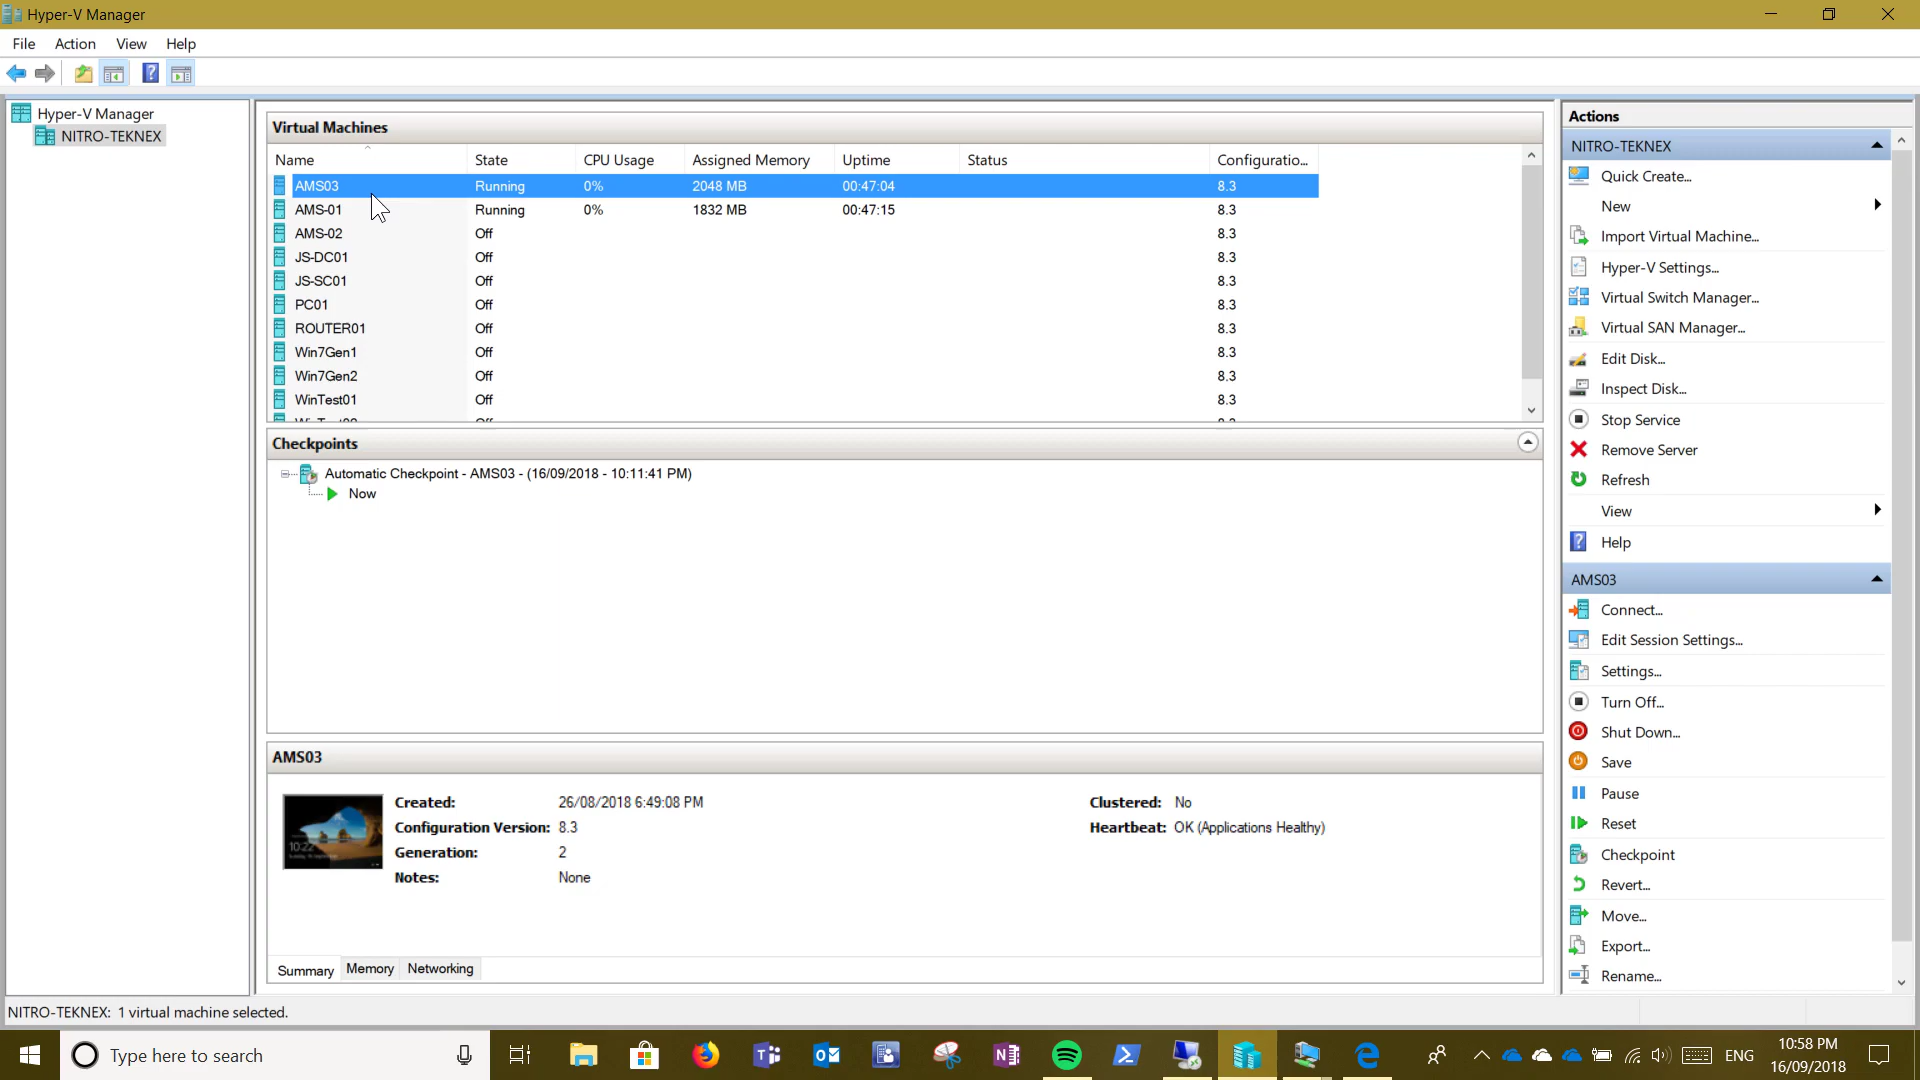 Hyper-V Manager
File Action View Help
Hyper-V Manager
NITRO-TEKNEX
Virtual Machines
Name State CPU Usage Assigned Memory Uptime Status Configuratio...
AMS03 Running 0% 2048 MB 00:47:04 8.3
AMS-01 Running 0% 1832 MB 00:47:15 8.3
AMS-02 Off 8.3
JS-DC01 Off 8.3
JS-SC01 Off 8.3
PC01 Off 8.3
ROUTER01 Off 8.3
Win7Gen1 Off 8.3
Win7Gen2 Off 8.3
WinTest01 Off 8.3
Checkpoints
Automatic Checkpoint - AMS03 - (16/09/2018 - 10:11:41 PM)
Now
AMS03
Created: 26/08/2018 6:49:08 PM Clustered: No
Configuration Version: 8.3 Heartbeat: OK (Applications Healthy)
Generation: 2
Notes: None
10:22
Summary Memory Networking
Actions
NITRO-TEKNEX
Quick Create...
New
Import Virtual Machine...
Hyper-V Settings...
Virtual Switch Manager...
Virtual SAN Manager...
Edit Disk...
Inspect Disk...
Stop Service
Remove Server
Refresh
View
Help
AMS03
Connect...
Edit Session Settings...
Settings...
Turn Off...
Shut Down...
Save
Pause
Reset
Checkpoint
Revert...
Move...
Export...
Rename...
NITRO-TEKNEX: 1 virtual machine selected.
Type here to search
ENG
10:58 PM
16/09/2018